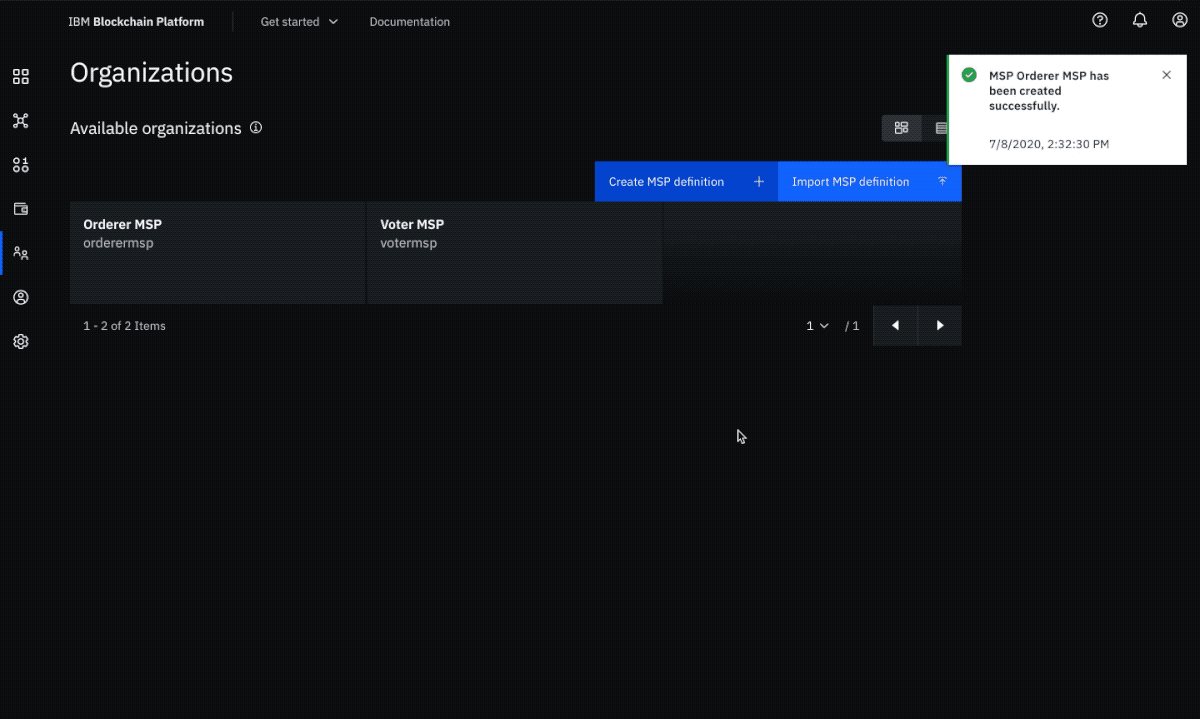 IBM Blockchain Platform
Get started
Documentation
Organizations
MSP Orderer MSP has
been created
successfully.
7/8/2020, 2:32:30 PM
Available organizations
Create MSP definition
Import MSP definition
Orderer MSP
orderermsp
Voter MSP
votermsp
1 - 2 of 2 Items
1
/ 1